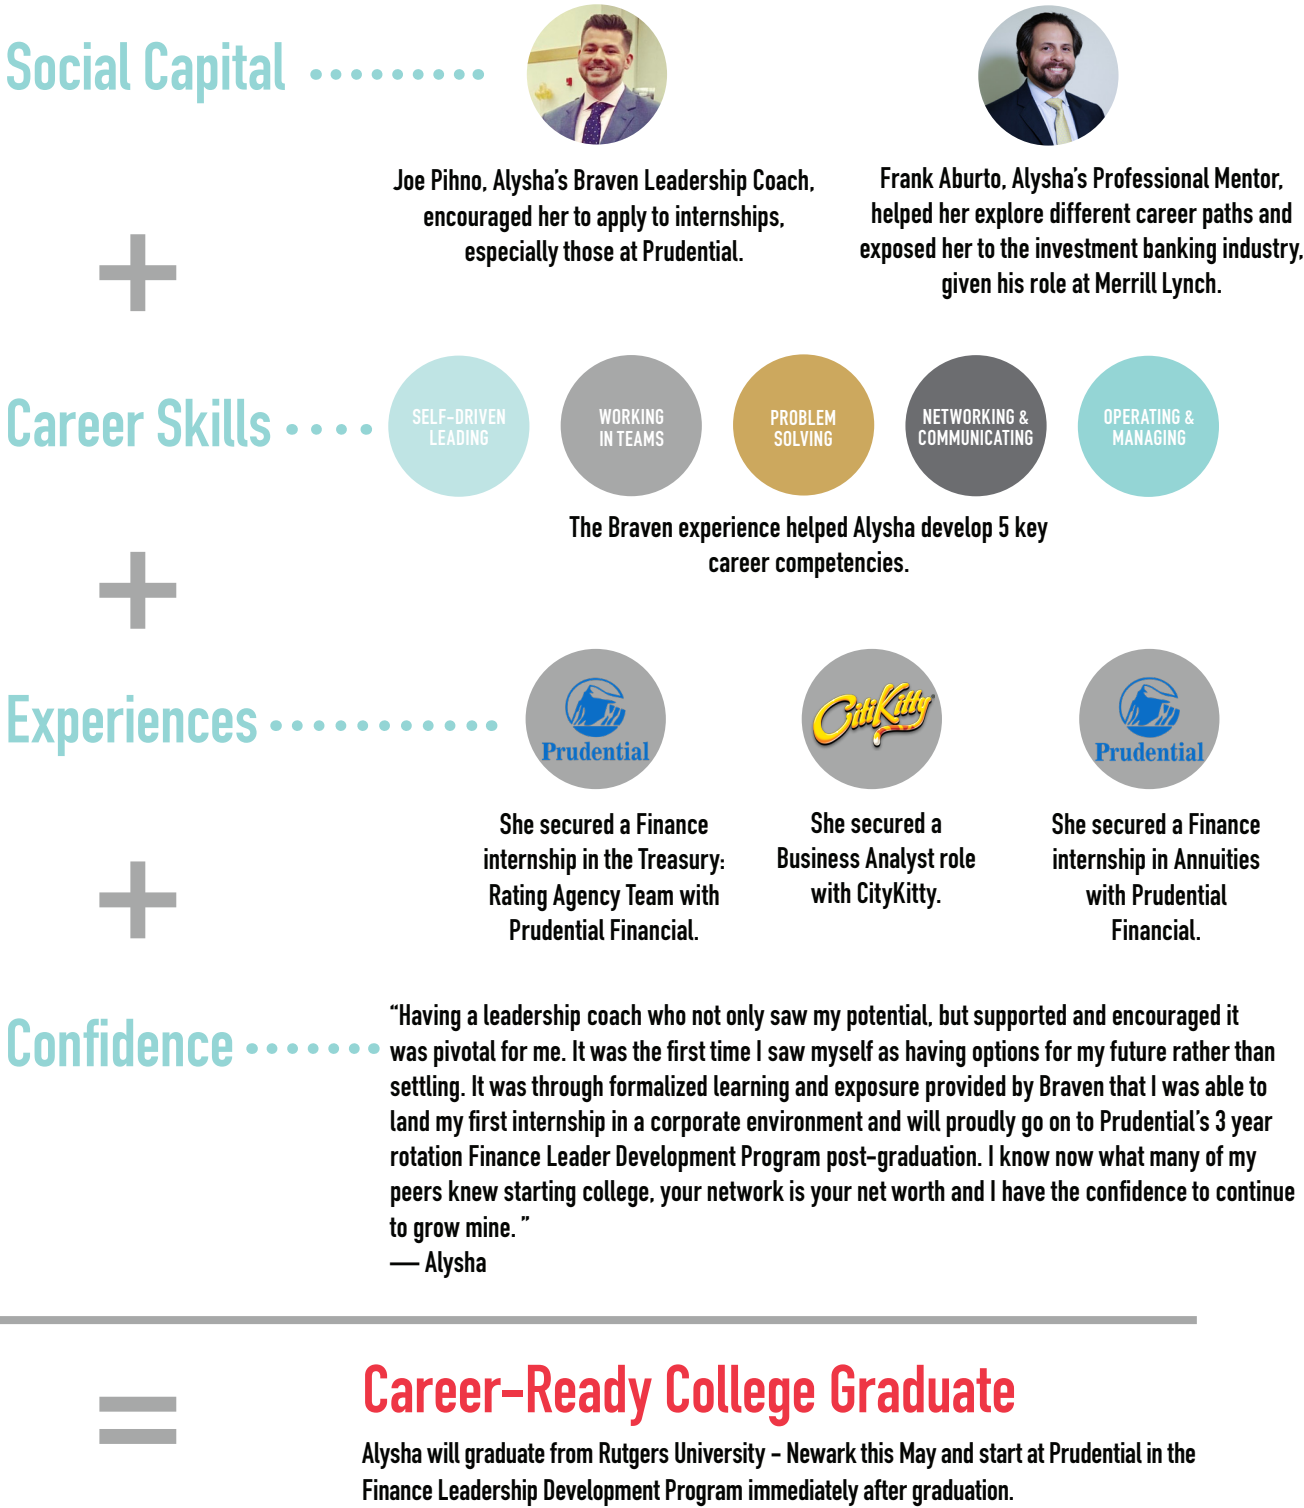 Social Capital
Joe Pihno, Alysha's Braven Leadership Coach,
encouraged her to apply to internships,
especially those at Prudential.
Frank Aburto, Alysha's Professional Mentor,
helped her explore different career paths and
exposed her to the investment banking industry,
given his role at Merrill Lynch.
+
Career Skills
SELF-DRIVEN
LEADING
WORKING
IN TEAMS
PROBLEM
SOLVING
NETWORKING &
COMMUNICATING
OPERATING &
MANAGING
The Braven experience helped Alysha develop 5 key
career competencies.
+
Experiences
Prudential
CitiKitty
Prudential
She secured a Finance
internship in the Treasury:
Rating Agency Team with
Prudential Financial.
She secured a
Business Analyst role
with CityKitty.
She secured a Finance
internship in Annuities
with Prudential
Financial.
+
Confidence
“Having a leadership coach who not only saw my potential, but supported and encouraged it
was pivotal for me. It was the first time I saw myself as having options for my future rather than
settling. It was through formalized learning and exposure provided by Braven that I was able to
land my first internship in a corporate environment and will proudly go on to Prudential's 3 year
rotation Finance Leader Development Program post-graduation. I know now what many of my
peers knew starting college, your network is your net worth and I have the confidence to continue
to grow mine. ”
— Alysha
=
Career-Ready College Graduate
Alysha will graduate from Rutgers University - Newark this May and start at Prudential in the
Finance Leadership Development Program immediately after graduation.